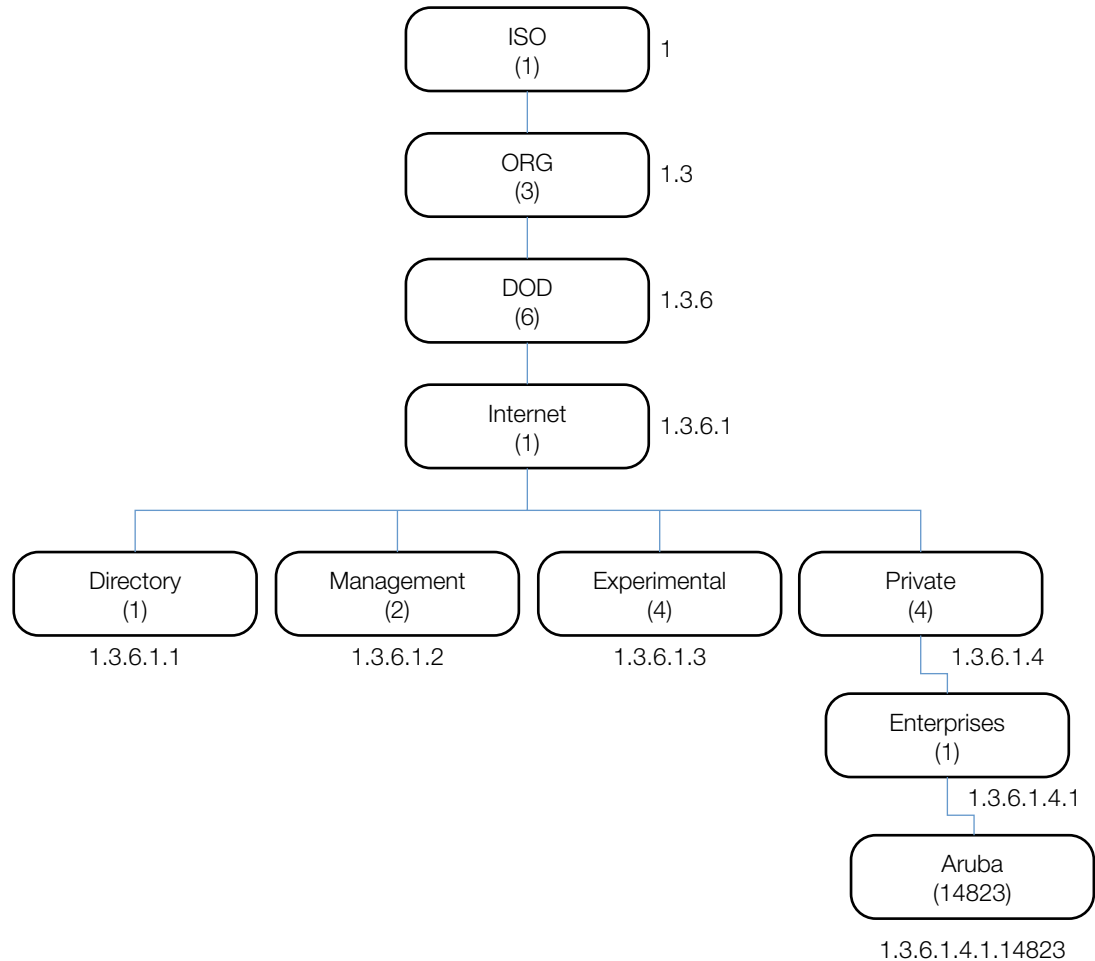 ISO
(1)
1
ORG
(3)
1.3
DOD
(6)
1.3.6
Internet
(1)
1.3.6.1
Directory
(1)
1.3.6.1.1
Management
(2)
1.3.6.1.2
Experimental
(4)
1.3.6.1.3
Private
(4)
1.3.6.1.4
Enterprises
(1)
1.3.6.1.4.1
Aruba
(14823)
1.3.6.1.4.1.14823